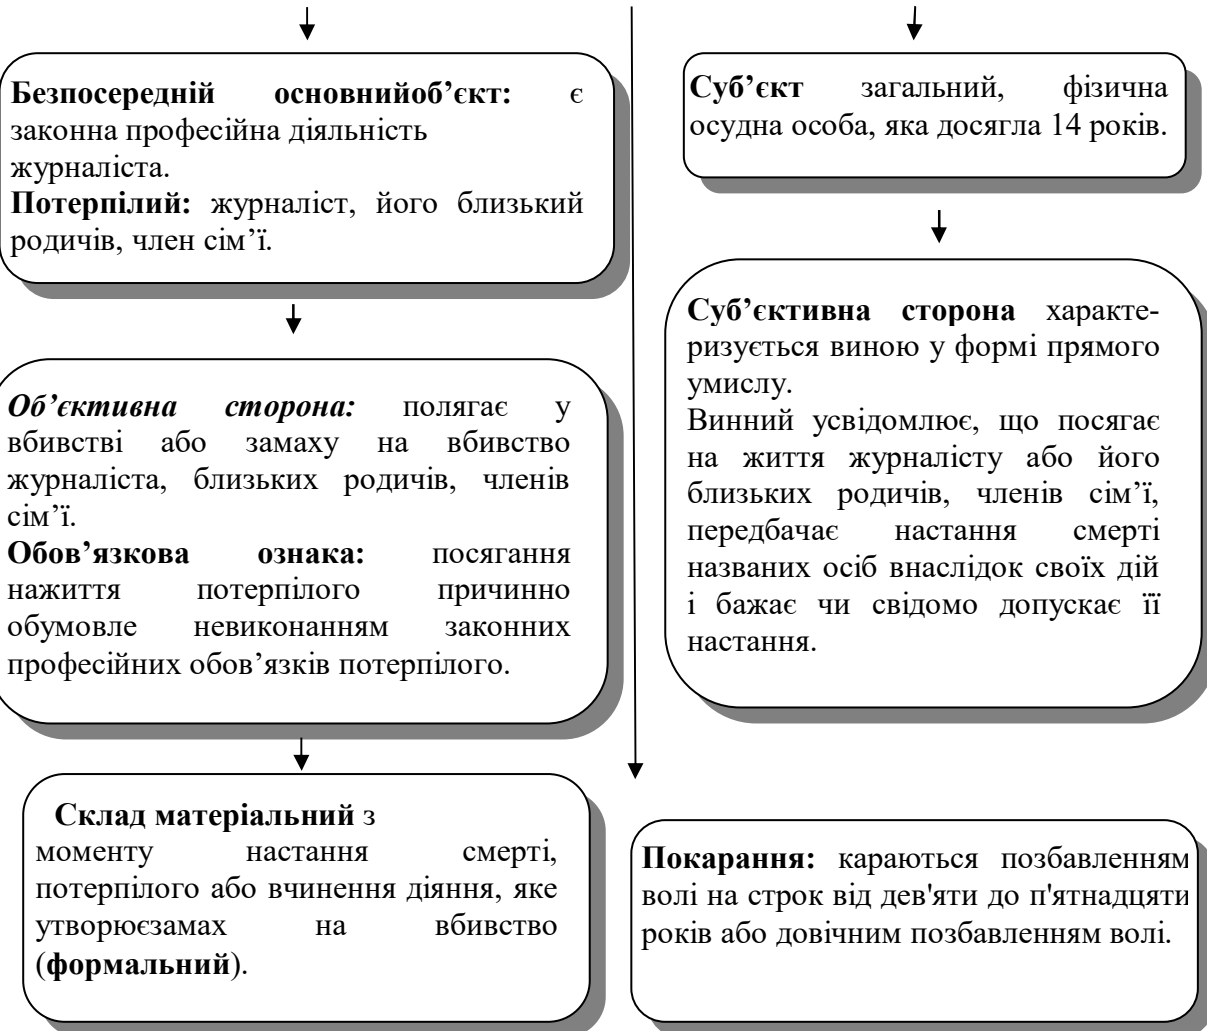 Безпосередній основнийоб’єкт: є
законна професійна діяльність
журналіста.
Потерпілий: журналіст, його близький
родичів, член сім’ї.
Об’єктивна сторона: полягає у
вбивстві або замаху на вбивство
журналіста, близьких родичів, членів
сім’ї.
Обов’язкова ознака: посягання
нажиття потерпілого причинно
обумовле невиконанням законних
професійних обов’язків потерпілого.
Склад матеріальний з
моменту настання смерті,
потерпілого або вчинення діяння, яке
утворюєзамах на вбивство
(формальний).
Суб’єкт загальний, фізична
осудна особа, яка досягла 14 років.
Суб’єктивна сторона характе-
ризується виною у формі прямого
умислу.
Винний усвідомлює, що посягає
на життя журналісту або його
близьких родичів, членів сім’ї,
передбачає настання смерті
названих осіб внаслідок своїх дій
і бажає чи свідомо допускає її
настання.
Покарання: караються позбавленням
волі на строк від дев'яти до п'ятнадцяти
років або довічним позбавленням волі.